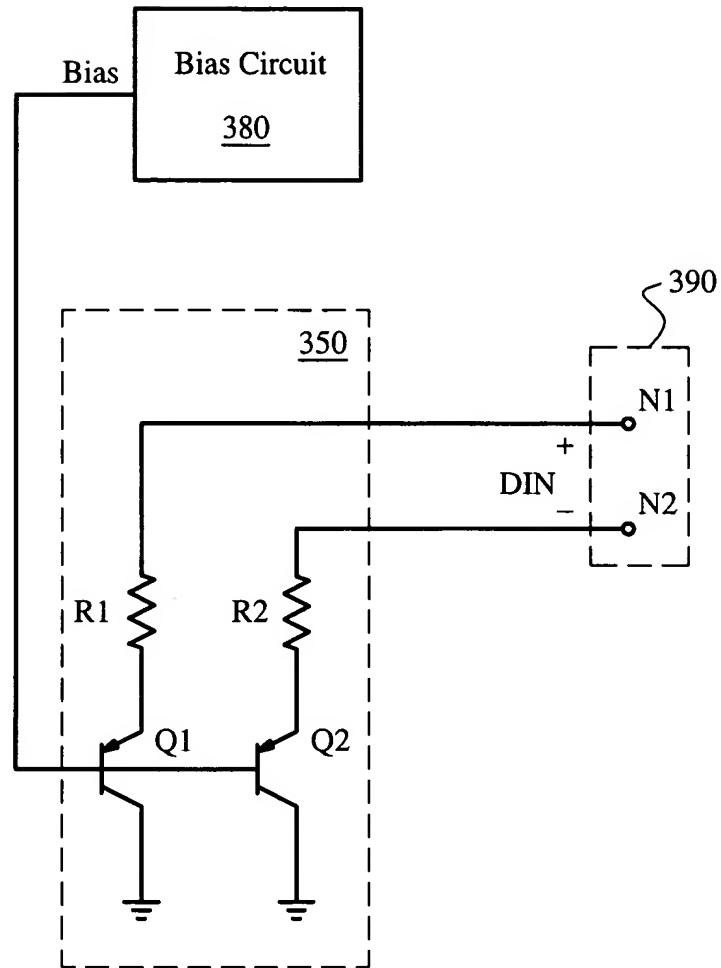 Bias
Bias Circuit
380
390
350
N1
+
DIN
–
N2
R1
R2
Q1
Q2